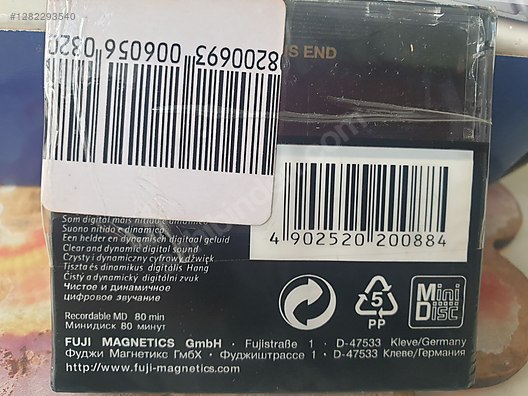 #1282293540
8200693 006056 0320
S END
Som digital mais nítido e dinâmico
Suono nitido e dinamico
Een helder en dynamisch digitaal geluid
Clear and dynamic digital sound
Czysty i dynamiczny cyfrowy dźwięk
Tiszta és dinamikus digitális Hang
Čistý a dynamický digitální zvuk
Чистое и динамичное
цифровое звучание
4 902520 200884
Recordable MD 80 min
Минидиск 80 минут
5
PP
Mini
Disc
FUJI MAGNETICS GmbH · Fujistraße 1 · D-47533 Kleve/Germany
Фуджи Магнетикс ГмбХ · Фуджиштрассе 1 · D-47533 Клеве/Германия
http://www.fuji-magnetics.com